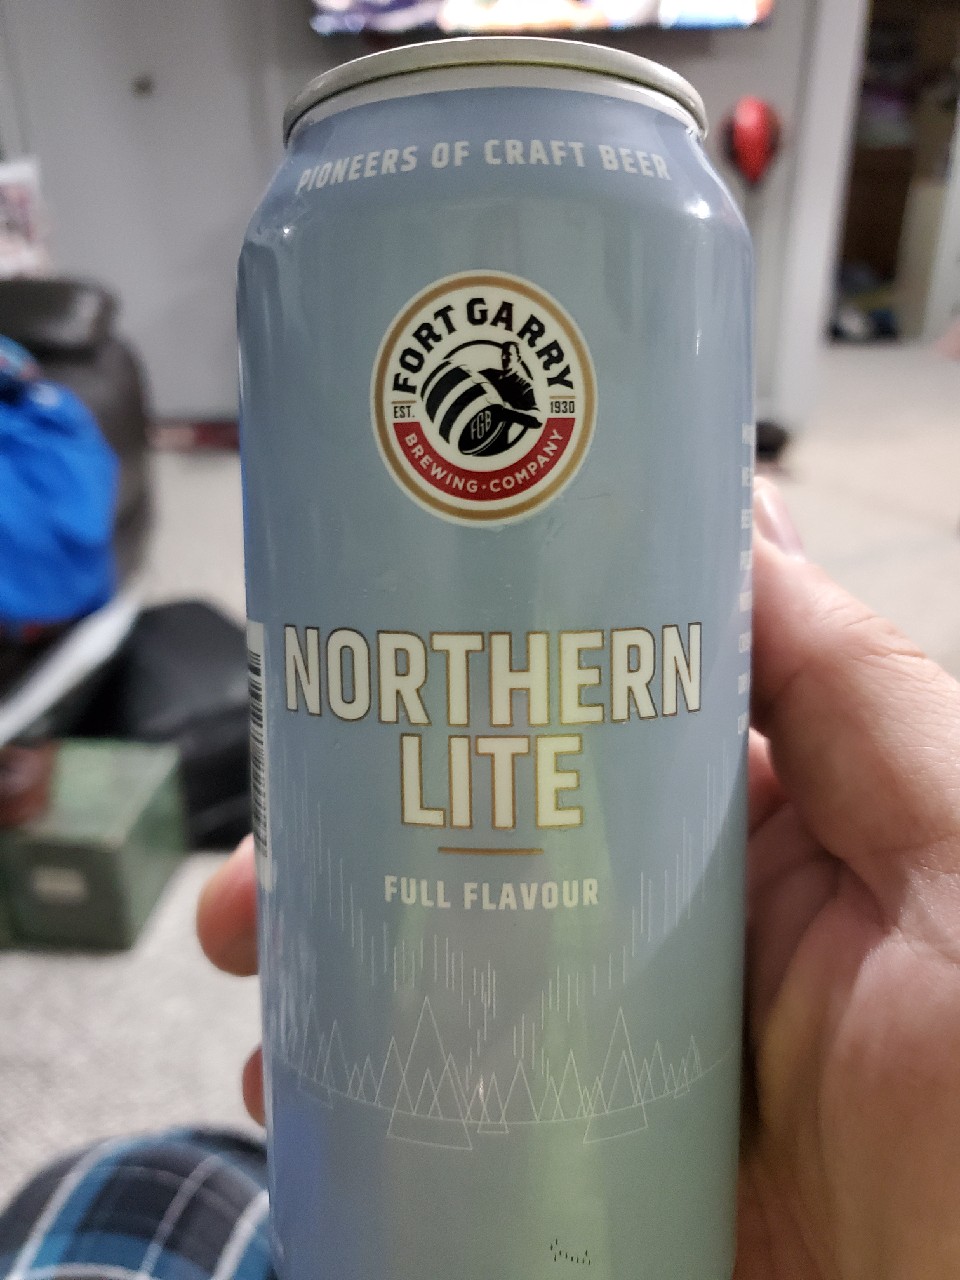 PIONEERS OF CRAFT BEER
FORT GARRY
EST. 1930
FGB
BREWING · COMPANY
NORTHERN
LITE
FULL FLAVOUR